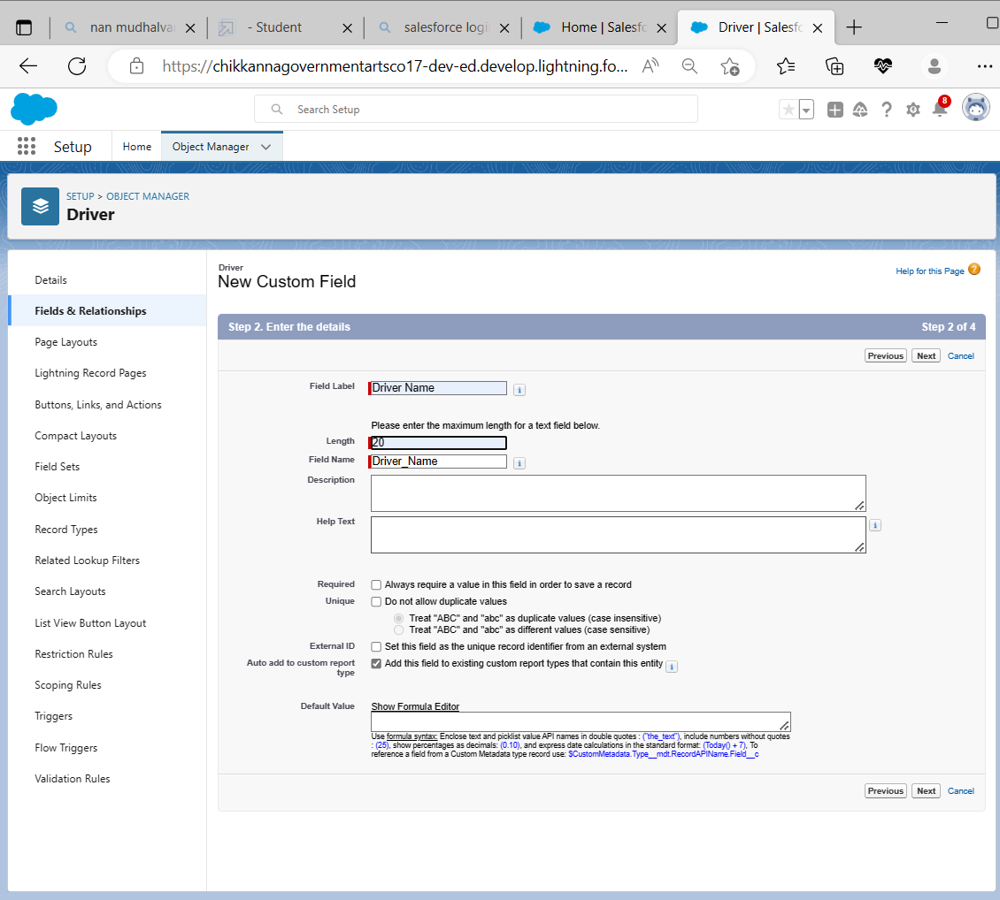 nan mudhalva
- Student
salesforce logi
Home | Salesfo
Driver | Salesfo
https://chikkannagovernmentartsco17-dev-ed.develop.lightning.fo...
A
Search Setup
8
Setup
Home
Object Manager
SETUP > OBJECT MANAGER
Driver
Details
Fields & Relationships
Page Layouts
Lightning Record Pages
Buttons, Links, and Actions
Compact Layouts
Field Sets
Object Limits
Record Types
Related Lookup Filters
Search Layouts
List View Button Layout
Restriction Rules
Scoping Rules
Triggers
Flow Triggers
Validation Rules
Driver
New Custom Field
Help for this Page
Step 2. Enter the details
Step 2 of 4
Previous Next Cancel
Field Label Driver Name
Please enter the maximum length for a text field below.
Length 20
Field Name Driver_Name
Description
Help Text
Required Always require a value in this field in order to save a record
Unique Do not allow duplicate values
Treat "ABC" and "abc" as duplicate values (case insensitive)
Treat "ABC" and "abc" as different values (case sensitive)
External ID Set this field as the unique record identifier from an external system
Auto add to custom report Add this field to existing custom report types that contain this entity
type
Default Value Show Formula Editor
Use formula syntax: Enclose text and picklist value API names in double quotes : ("the_text"), include numbers without quotes
: (25), show percentages as decimals: (0.10), and express date calculations in the standard format: (Today() + 7), To
reference a field from a Custom Metadata type record use: $CustomMetadata.Type__mdt.RecordAPIName.Field__c
Previous Next Cancel